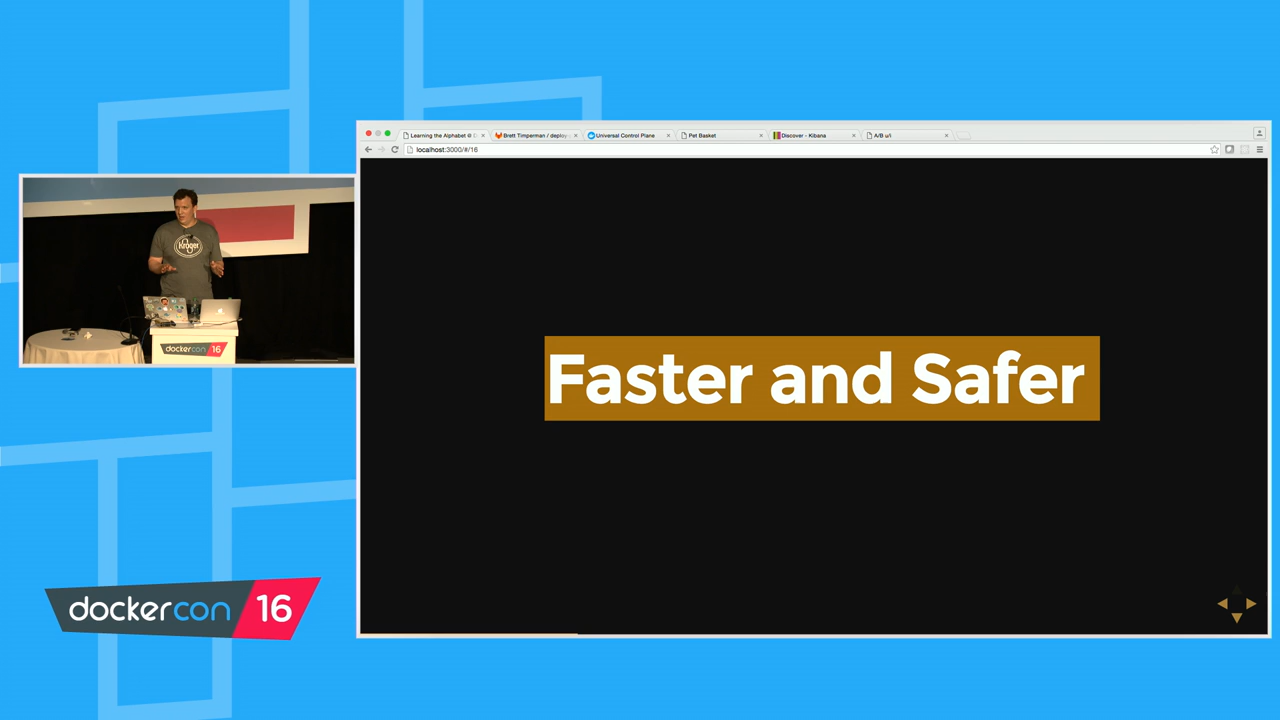 Learning the Alphabet @ D
Brett Timperman / deploy-
Universal Control Plane
Pet Basket
Discover - Kibana
A/B u/i
localhost:3000/#/16
Kroger
dockercon 16
Faster and Safer
dockercon 16